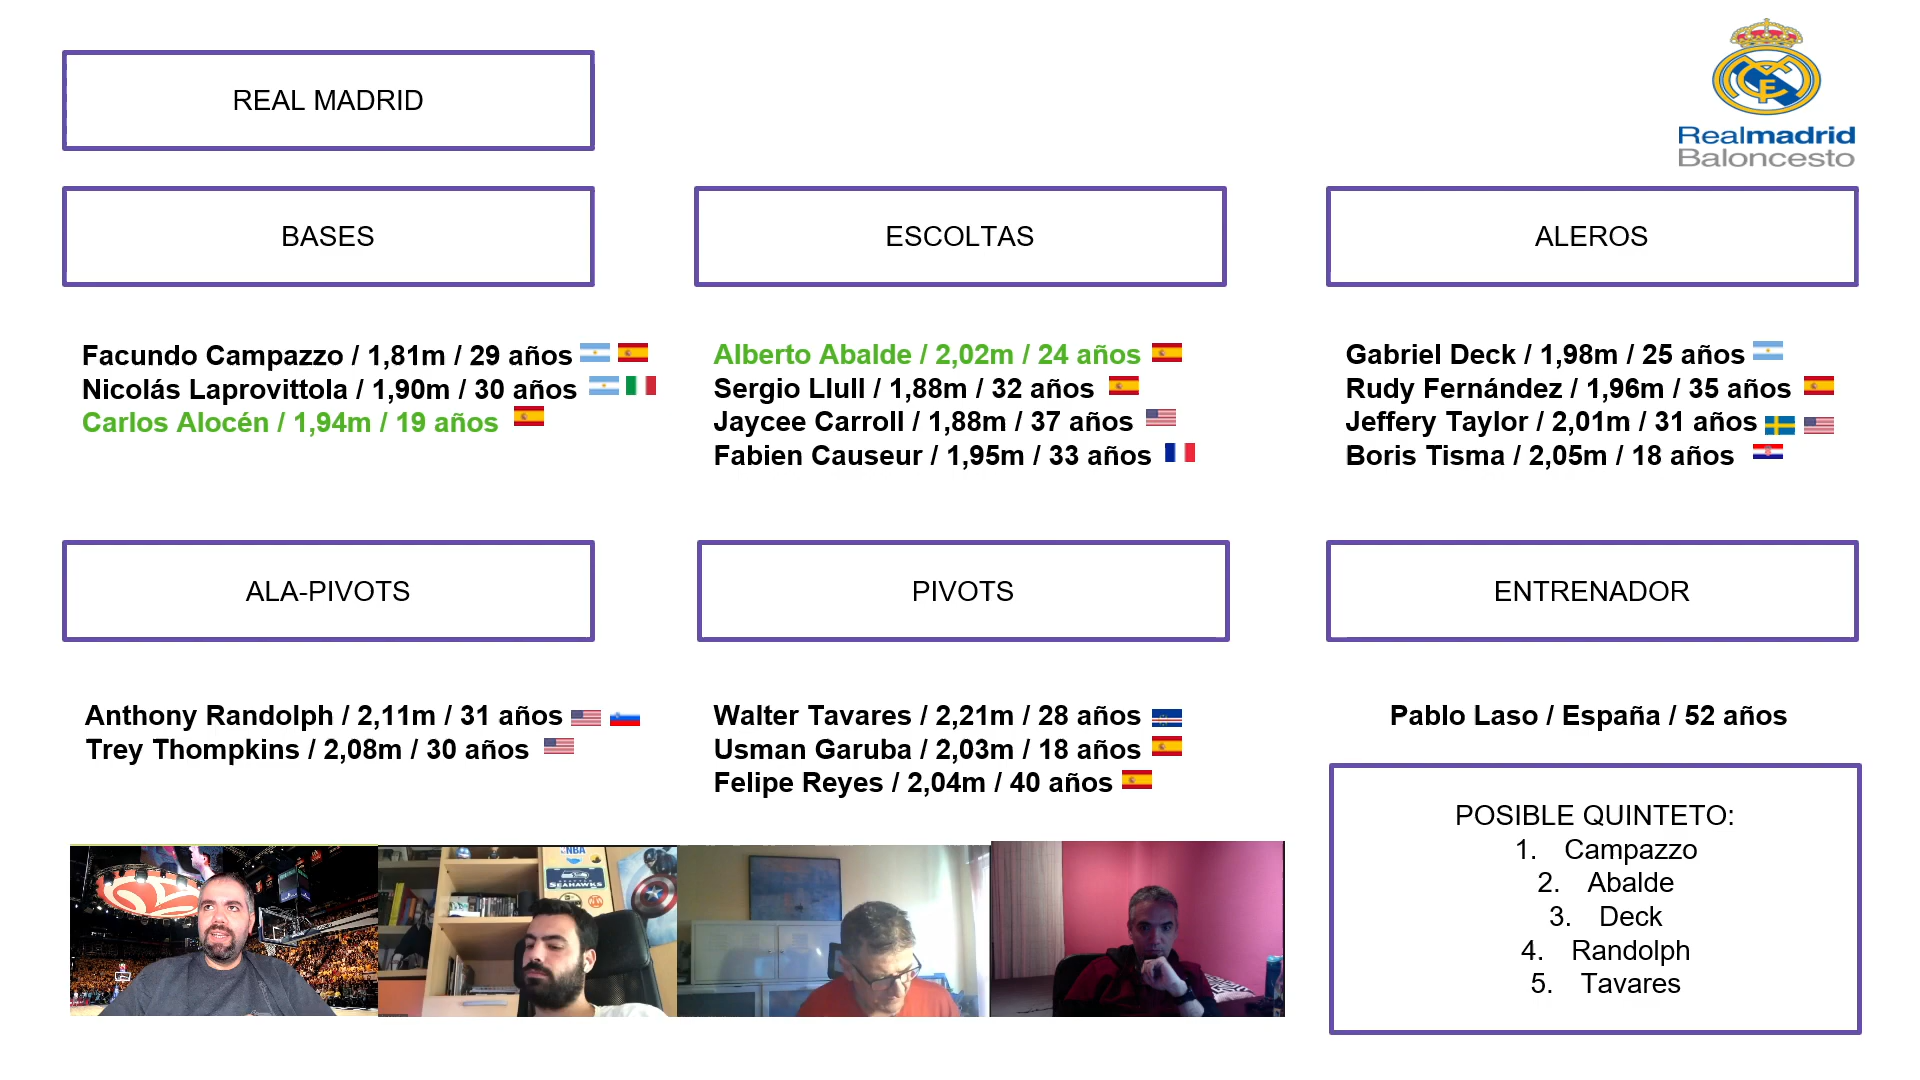 REAL MADRID
Realmadrid
Baloncesto
BASES
ESCOLTAS
ALEROS
Facundo Campazzo / 1,81m / 29 años
Nicolás Laprovittola / 1,90m / 30 años
Carlos Alocén / 1,94m / 19 años
Alberto Abalde / 2,02m / 24 años
Sergio Llull / 1,88m / 32 años
Jaycee Carroll / 1,88m / 37 años
Fabien Causeur / 1,95m / 33 años
Gabriel Deck / 1,98m / 25 años
Rudy Fernández / 1,96m / 35 años
Jeffery Taylor / 2,01m / 31 años
Boris Tisma / 2,05m / 18 años
ALA-PIVOTS
PIVOTS
ENTRENADOR
Anthony Randolph / 2,11m / 31 años
Trey Thompkins / 2,08m / 30 años
Walter Tavares / 2,21m / 28 años
Usman Garuba / 2,03m / 18 años
Felipe Reyes / 2,04m / 40 años
Pablo Laso / España / 52 años
POSIBLE QUINTETO:
1. Campazzo
2. Abalde
3. Deck
4. Randolph
5. Tavares
NBA
SEAHAWKS